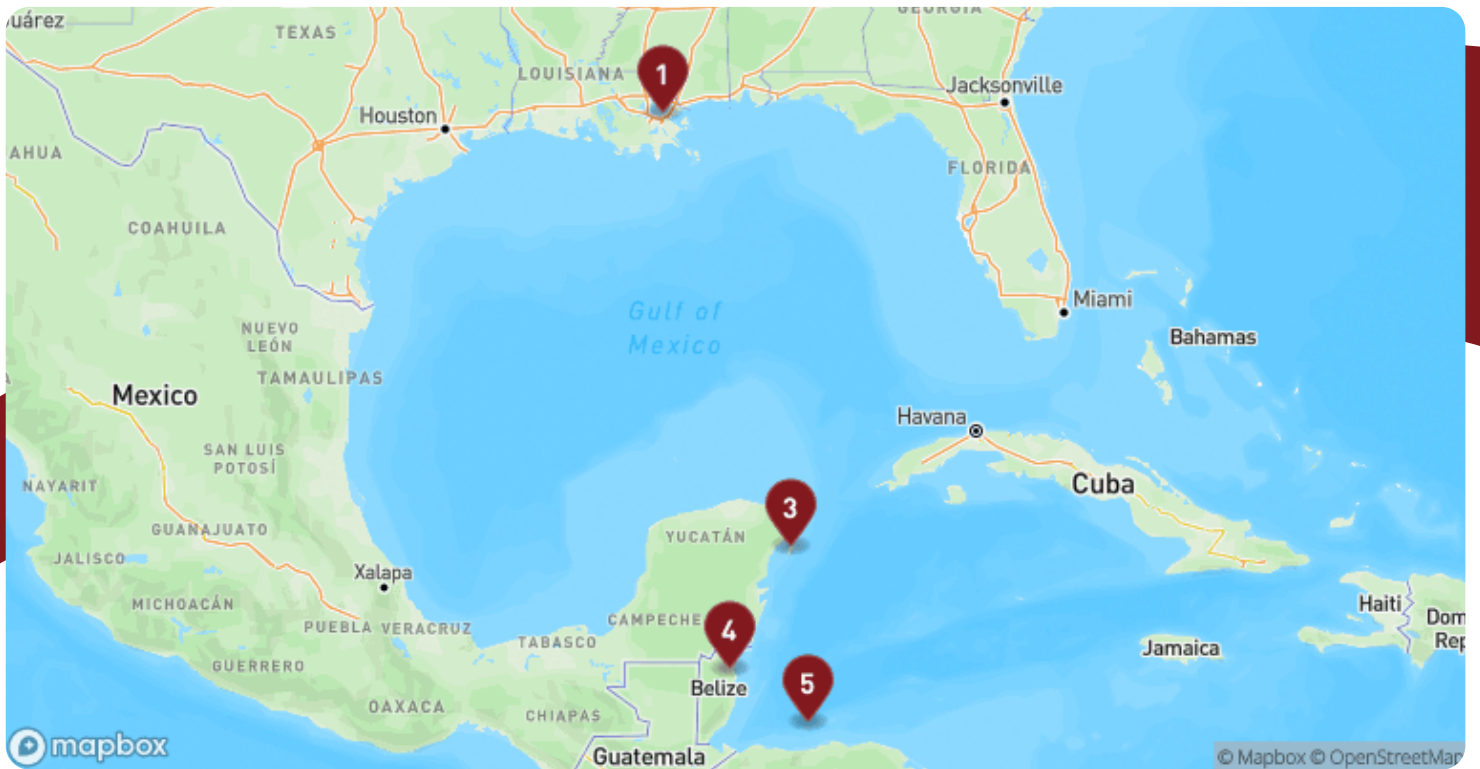 uárez
TEXAS
GEORGIA
LOUISIANA
1
Jacksonville
Houston
AHUA
FLORIDA
COAHUILA
Miami
Gulf of
Mexico
NUEVO
LEÓN
Bahamas
TAMAULIPAS
Mexico
Havana
SAN LUIS
POTOSÍ
NAYARIT
Cuba
3
GUANAJUATO
YUCATÁN
JALISCO
Xalapa
MICHOACÁN
Haiti
PUEBLA
VERACRUZ
CAMPECHE
4
Dom
Rep
TABASCO
Jamaica
GUERRERO
Belize
5
OAXACA
CHIAPAS
mapbox
Guatemala
© Mapbox © OpenStreetMap